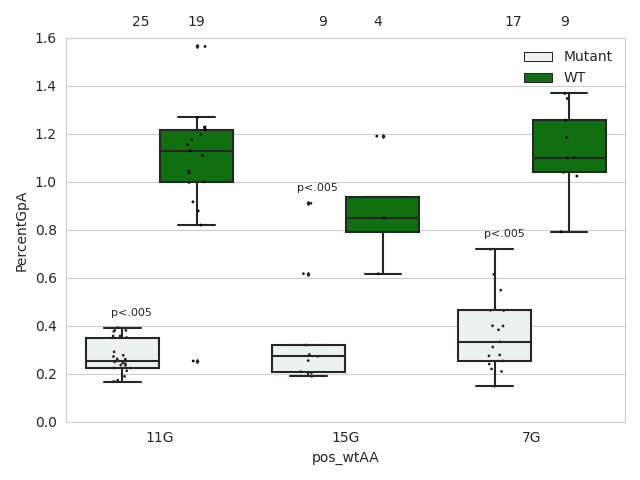 25 19 9 4 17 9
1.6
Mutant
WT
1.4
1.2
1.0
0.8
0.6
0.4
0.2
0.0
PercentGpA
p<.005
p<.005
p<.005
11G 15G 7G
pos_wtAA